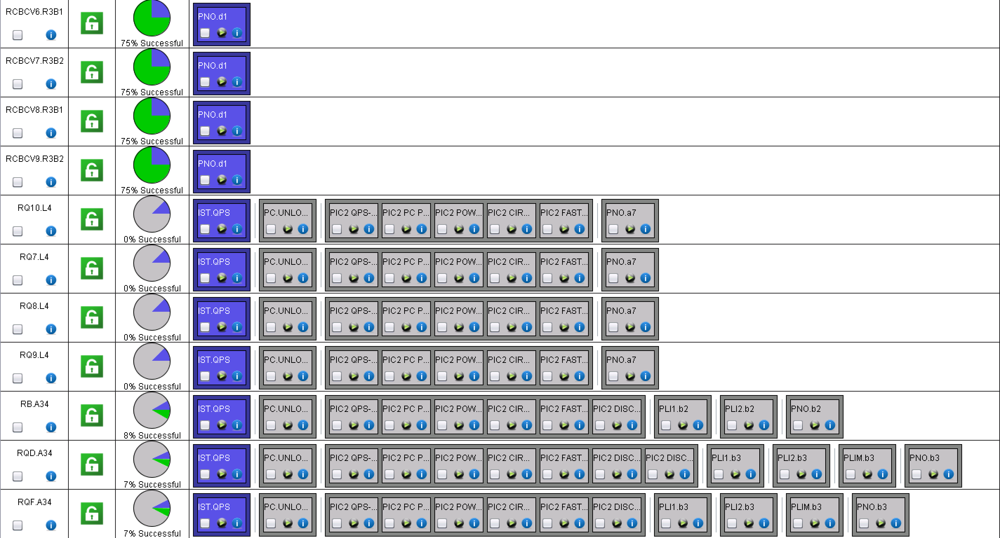 RCBCV6.R3B1
PNO.d1
75% Successful
RCBCV7.R3B2
PNO.d1
75% Successful
RCBCV8.R3B1
PNO.d1
75% Successful
RCBCV9.R3B2
PNO.d1
75% Successful
RQ10.L4 IST.QPS PC.UNLO... PIC2 QPS-... PIC2 PC P... PIC2 POW... PIC2 CIR... PIC2 FAST... PNO.a7
0% Successful
RQ7.L4 IST.QPS PC.UNLO... PIC2 QPS-... PIC2 PC P... PIC2 POW... PIC2 CIR... PIC2 FAST... PNO.a7
0% Successful
RQ8.L4 IST.QPS PC.UNLO... PIC2 QPS-... PIC2 PC P... PIC2 POW... PIC2 CIR... PIC2 FAST... PNO.a7
0% Successful
RQ9.L4 IST.QPS PC.UNLO... PIC2 QPS-... PIC2 PC P... PIC2 POW... PIC2 CIR... PIC2 FAST... PNO.a7
0% Successful
RB.A34 IST.QPS PC.UNLO... PIC2 QPS-... PIC2 PC P... PIC2 POW... PIC2 CIR... PIC2 FAST... PIC2 DISC... PLI1.b2 PLI2.b2 PNO.b2
8% Successful
RQD.A34 IST.QPS PC.UNLO... PIC2 QPS-... PIC2 PC P... PIC2 POW... PIC2 CIR... PIC2 FAST... PIC2 DISC... PIC2 DISC... PLI1.b3 PLI2.b3 PLIM.b3 PNO.b3
7% Successful
RQF.A34 IST.QPS PC.UNLO... PIC2 QPS-... PIC2 PC P... PIC2 POW... PIC2 CIR... PIC2 FAST... PIC2 DISC... PLI1.b3 PLI2.b3 PLIM.b3 PNO.b3
7% Successful